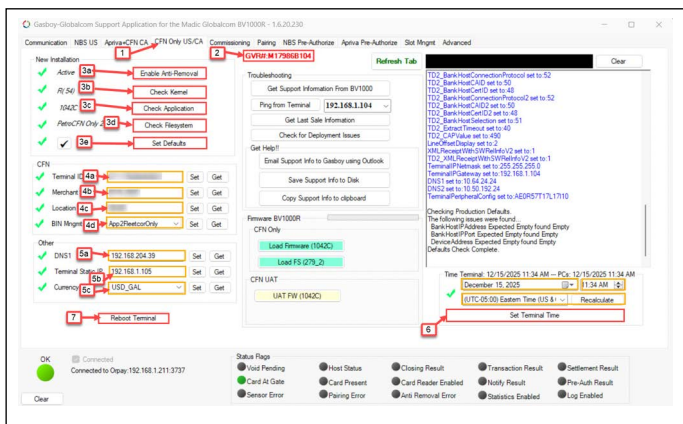 Gasboy-Globalcom Support Application for the Madic Globalcom BV1000R - 1.6.20.230
Communication NBS US Apriva+CFN CA CFN Only US/CA Commissioning Pairing NBS Pre-Authorize Apriva Pre-Authorize Slot Mngmt Advanced
1
2 GVR#: M17986B104
Refresh Tab
Clear
New Installation
Active 3a Enable Anti-Removal
R(54) 3b Check Kernel
1042C 3c Check Application
PetroCFN Only 2 3d Check Filesystem
3e Set Defaults
CFN
Terminal ID 4a Set Get
Merchant 4b Set Get
Location 4c Set Get
BIN Mngmt 4d App2FleetcorOnly Set Get
Other
DNS1 5a 192.168.204.39 Set Get
Terminal Static IP 5b 192.168.1.105 Set Get
Currency 5c USD_GAL Set Get
7 Reboot Terminal
Troubleshooting
Get Support Information From BV1000
Ping from Terminal 192.168.1.104
Get Last Sale Information
Check for Deployment Issues
Get Help!!
Email Support Info to Gasboy using Outlook
Save Support Info to Disk
Copy Support Info to clipboard
Firmware BV1000R
CFN Only
Load Firmware (1042C)
Load FS (279_2)
CFN UAT
UAT FW (1042C)
TD2_BankHostConnectionProtocol set to:52
TD2_BankHostCAID set to:50
TD2_BankHostCertID set to:48
TD2_BankHostConnectionProtocol2 set to:52
TD2_BankHostCAID2 set to:50
TD2_BankHostCertID2 set to:48
TD2_BankHostSelection set to:51
TD2_ExtractTimeout set to:40
TD2_CAPValue set to:490
LineOffsetDisplay set to:2
XMLReceiptWithSWRelInfoV2 set to:1
TD2_XMLReceiptWithSWRelInfoV2 set to:1
TerminalIPNetmask set to:255.255.255.0
TerminalIPGateway set to:192.168.1.104
DNS1 set to:10.64.24.24
DNS2 set to:10.50.192.24
TerminalPeripheralConfig set to:AE0R57T17L17I10
Checking Production Defaults.
The following issues were found...
BankHostIPAddress Expected Empty found Empty
BankHostIPPort Expected Empty found Empty
DeviceAddress Expected Empty found Empty
Defaults Check Complete.
Time Terminal: 12/15/2025 11:34 AM -- PCs: 12/15/2025 11:34 AM
December 15, 2025 11:34 AM
(UTC-05:00) Eastern Time (US & Recalculate
6 Set Terminal Time
OK
Connected
Connected to Orpay:192.168.1.211:3737
Clear
Status Flags
Void Pending Host Status Closing Result Transaction Result Settlement Result
Card At Gate Card Present Card Reader Enabled Notify Result Pre-Auth Result
Sensor Error Pairing Error Anti Removal Error Statistics Enabled Log Enabled